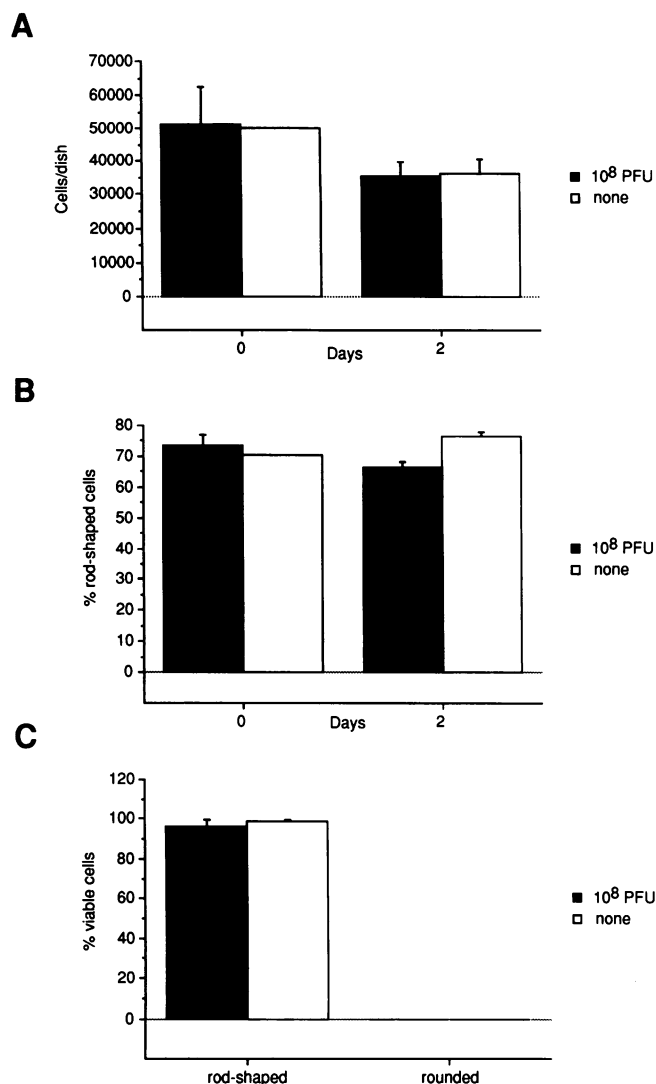 A
70000
60000
50000
40000
30000
20000
10000
0
Cells/dish
0
2
Days
10⁸ PFU
none
B
80
70
60
50
40
30
20
10
0
% rod-shaped cells
0
2
Days
10⁸ PFU
none
C
120
100
80
60
40
20
0
% viable cells
rod-shaped
rounded
10⁸ PFU
none